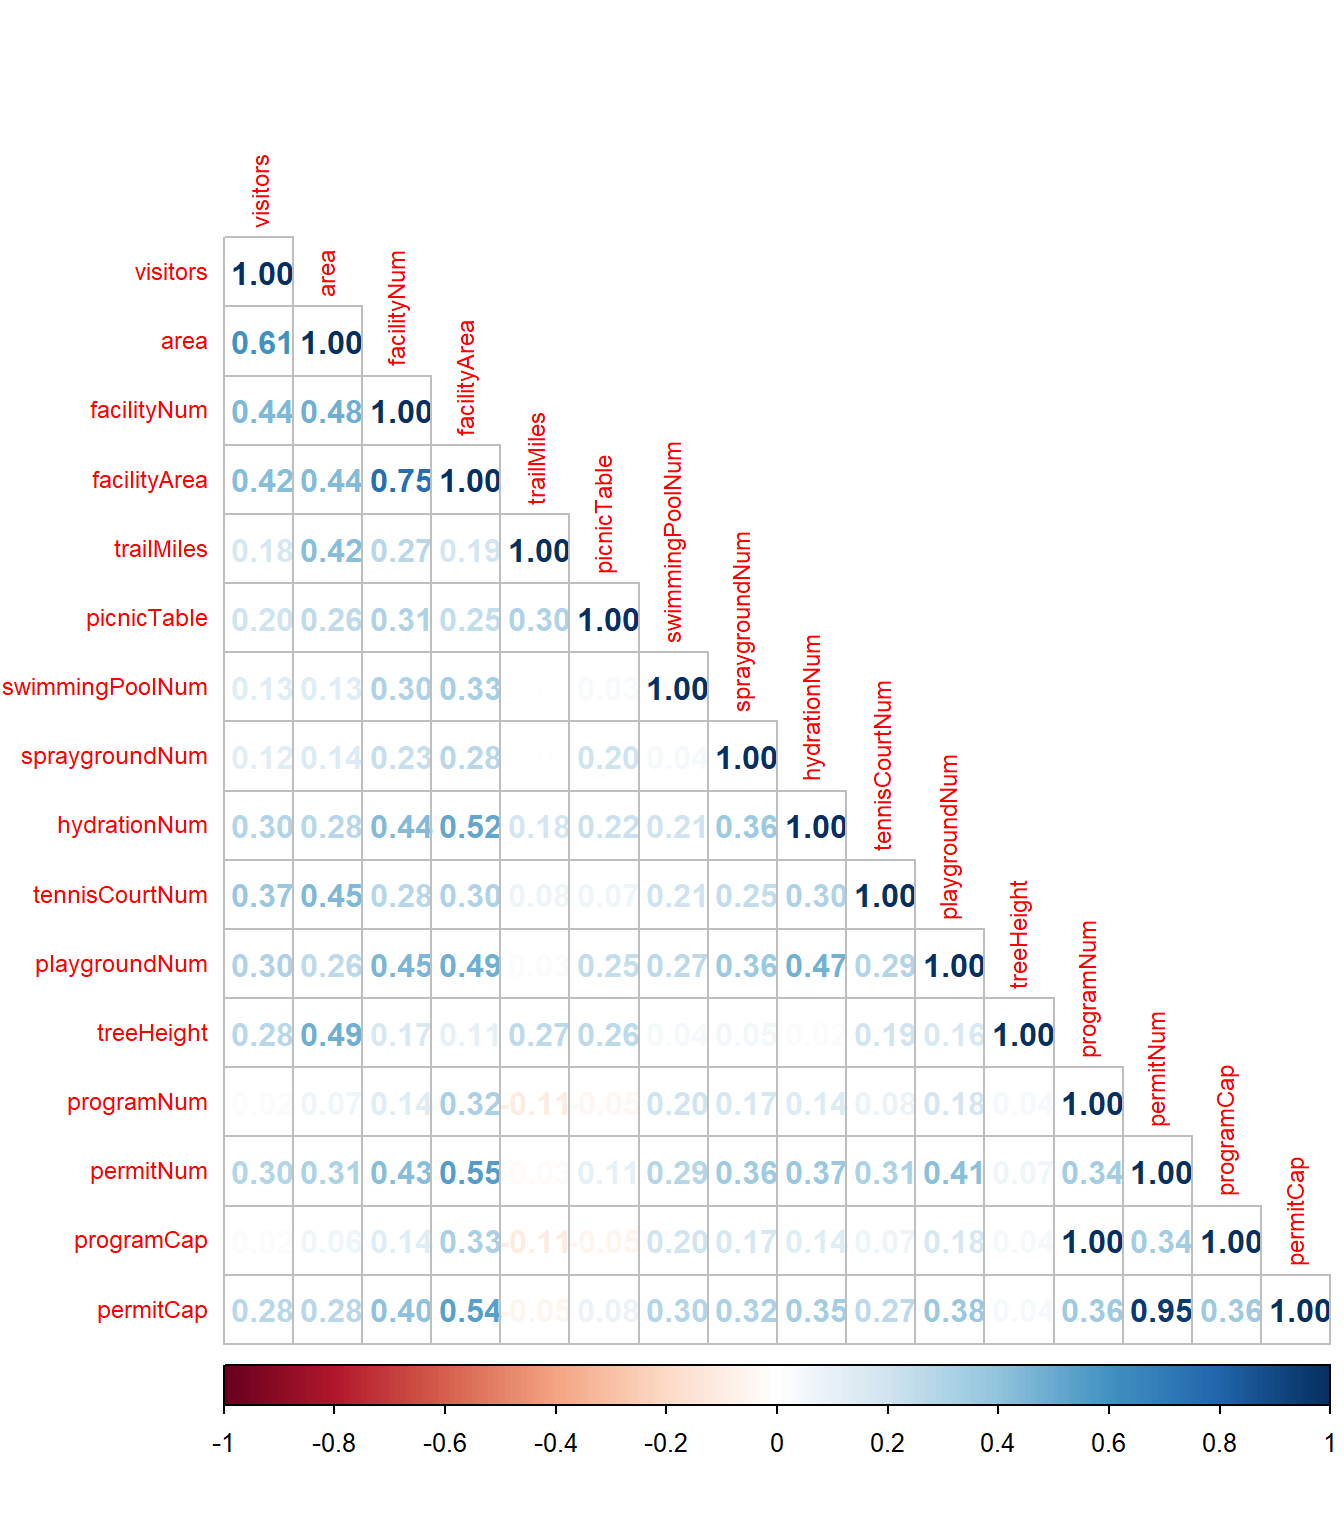 visitors
area
facilityNum
facilityArea
trailMiles
picnicTable
swimmingPoolNum
spraygroundNum
hydrationNum
tennisCourtNum
playgroundNum
treeHeight
programNum
permitNum
programCap
permitCap
visitors 1.00
area 0.61 1.00
facilityNum 0.44 0.48 1.00
facilityArea 0.42 0.44 0.75 1.00
trailMiles 0.18 0.42 0.27 0.19 1.00
picnicTable 0.20 0.26 0.31 0.25 0.30 1.00
swimmingPoolNum 0.13 0.13 0.30 0.33 0.03 1.00
spraygroundNum 0.12 0.14 0.23 0.28 0.20 0.04 1.00
hydrationNum 0.30 0.28 0.44 0.52 0.18 0.22 0.21 0.36 1.00
tennisCourtNum 0.37 0.45 0.28 0.30 0.08 0.07 0.21 0.25 0.30 1.00
playgroundNum 0.30 0.26 0.45 0.49 0.03 0.25 0.27 0.36 0.47 0.29 1.00
treeHeight 0.28 0.49 0.17 0.11 0.27 0.26 0.04 0.05 0.02 0.19 0.16 1.00
programNum 0.02 0.07 0.14 0.32 -0.11 -0.05 0.20 0.17 0.14 0.08 0.18 0.04 1.00
permitNum 0.30 0.31 0.43 0.55 -0.03 0.11 0.29 0.36 0.37 0.31 0.41 0.07 0.34 1.00
programCap 0.02 0.06 0.14 0.33 -0.11 -0.05 0.20 0.17 0.14 0.07 0.18 0.04 1.00 0.34 1.00
permitCap 0.28 0.28 0.40 0.54 -0.05 0.08 0.30 0.32 0.35 0.27 0.38 0.04 0.36 0.95 0.36 1.00
-1 -0.8 -0.6 -0.4 -0.2 0 0.2 0.4 0.6 0.8 1